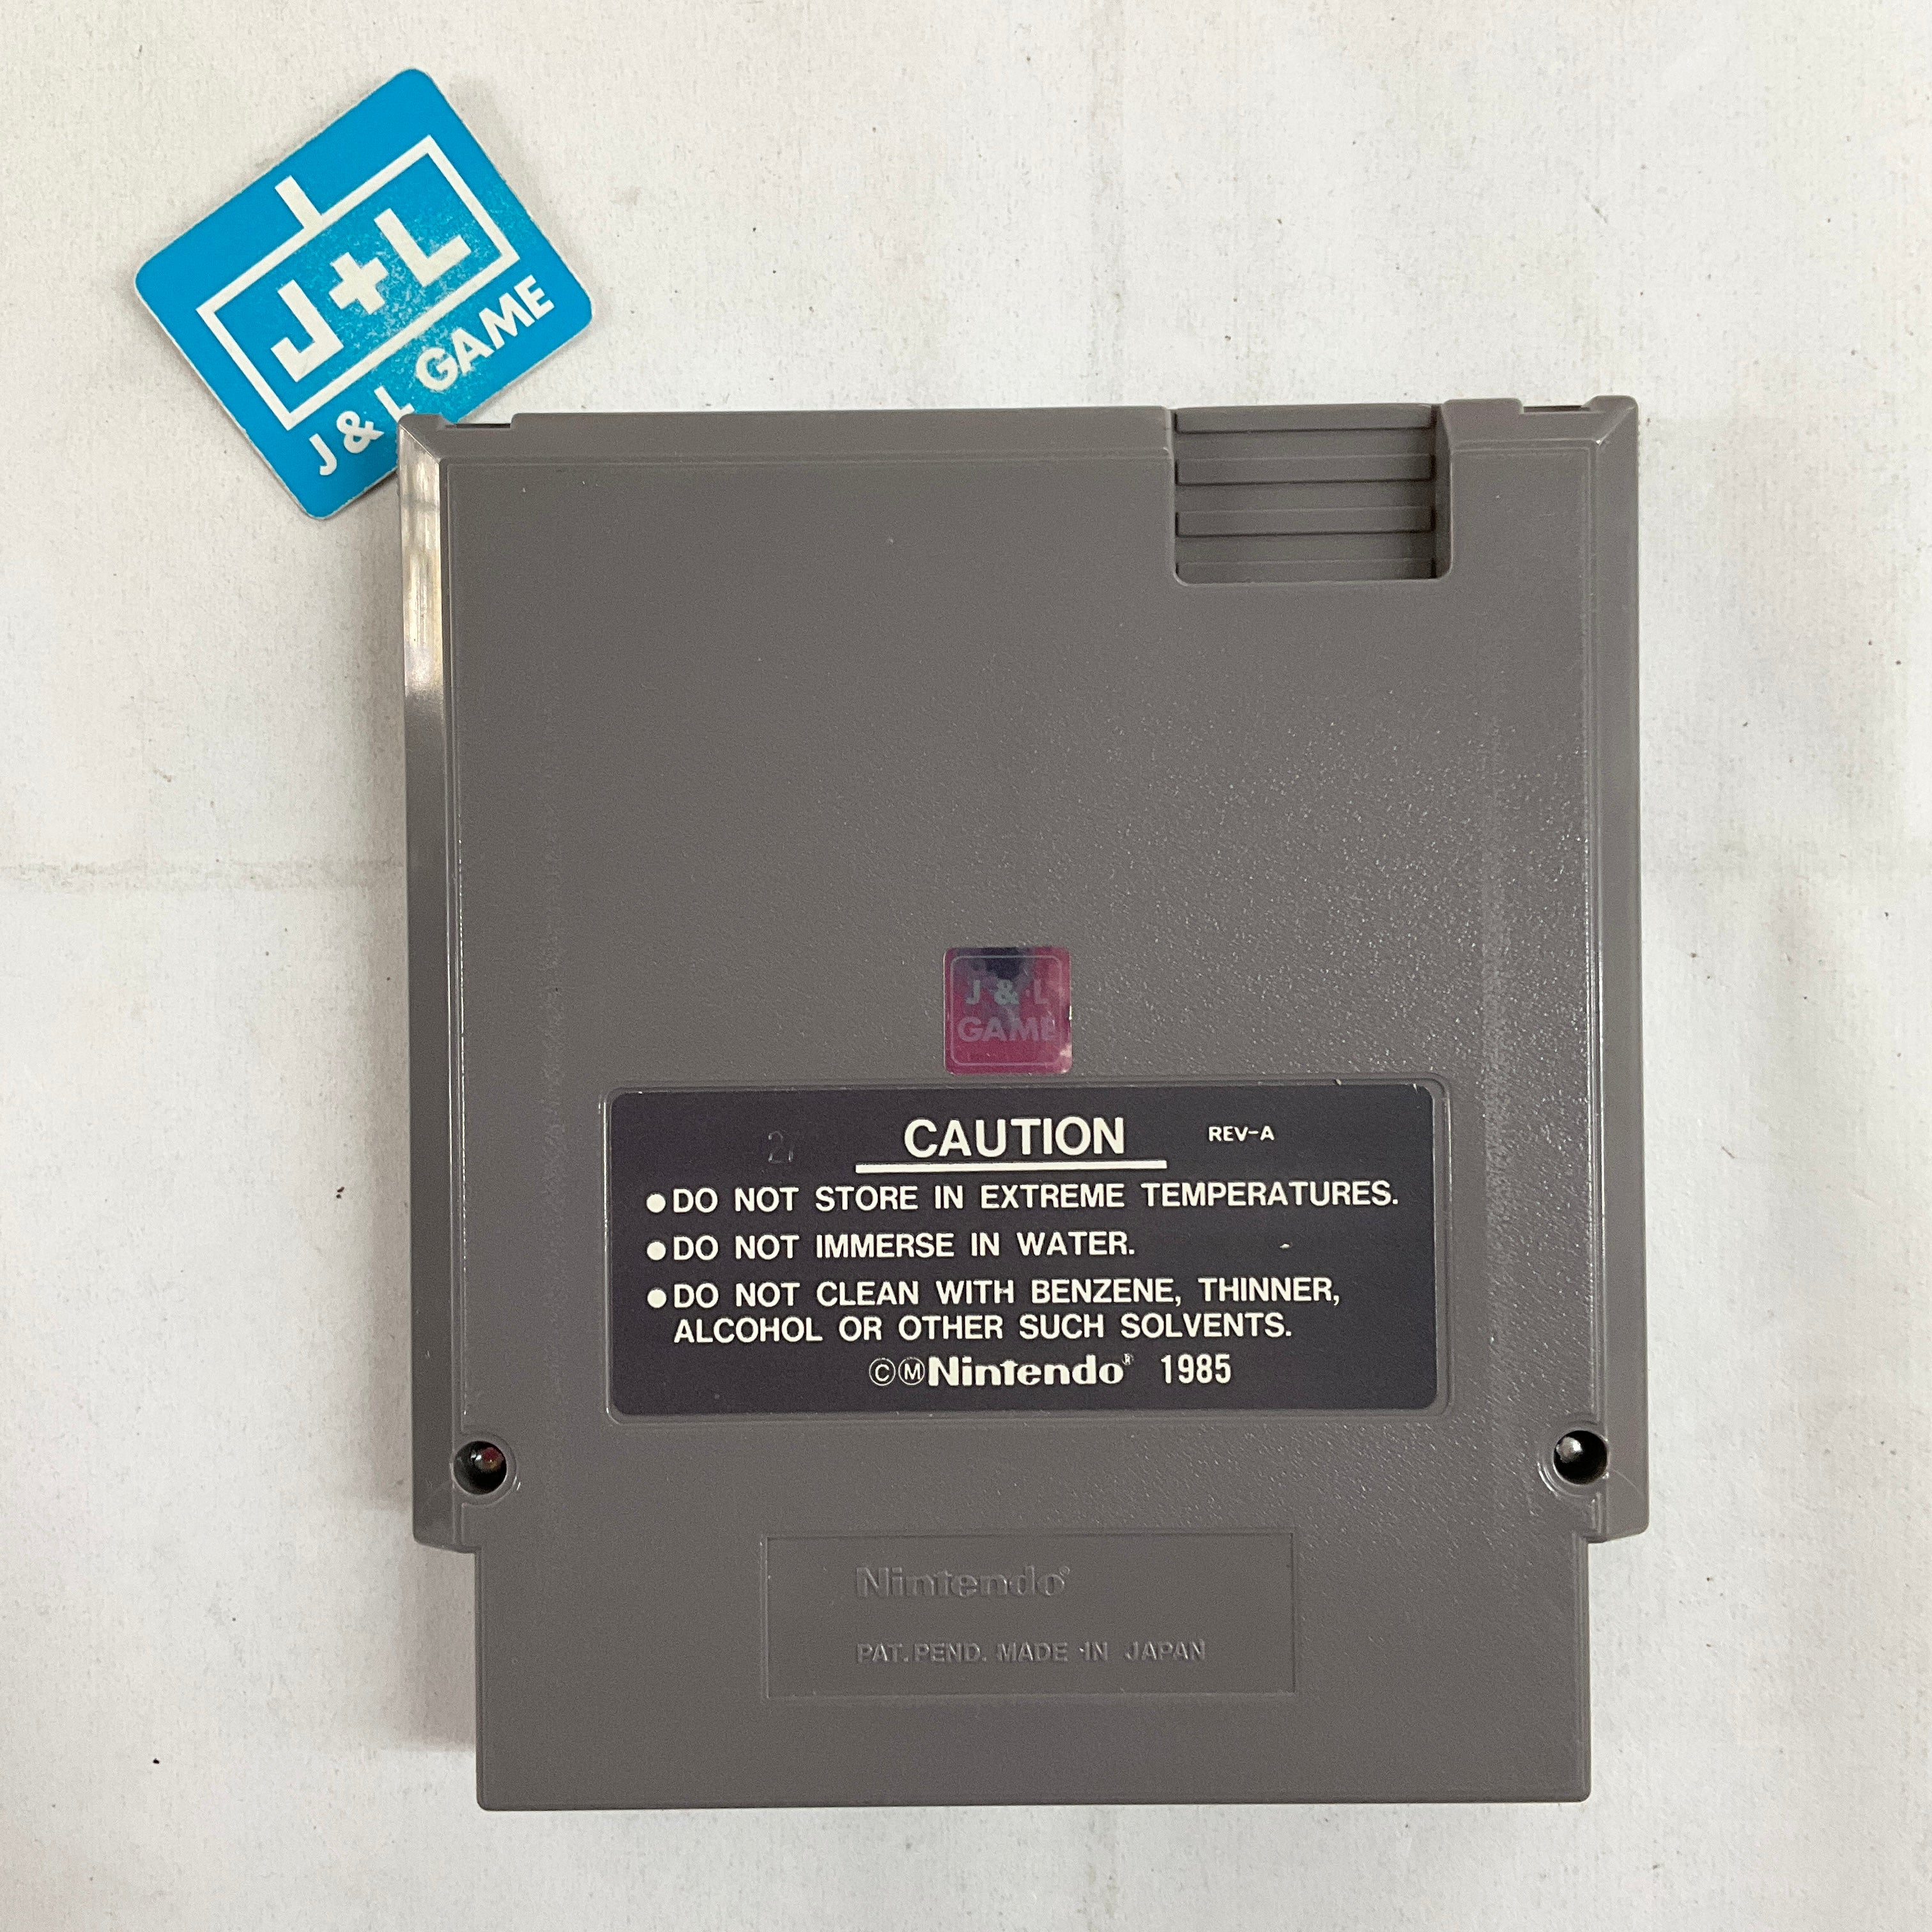 J+L
J & L GAME
J & L
GAME
21
CAUTION REV-A
●DO NOT STORE IN EXTREME TEMPERATURES.
●DO NOT IMMERSE IN WATER.
●DO NOT CLEAN WITH BENZENE, THINNER,
ALCOHOL OR OTHER SUCH SOLVENTS.
©ⓂNintendo® 1985
Nintendo®
PAT. PEND. MADE IN JAPAN